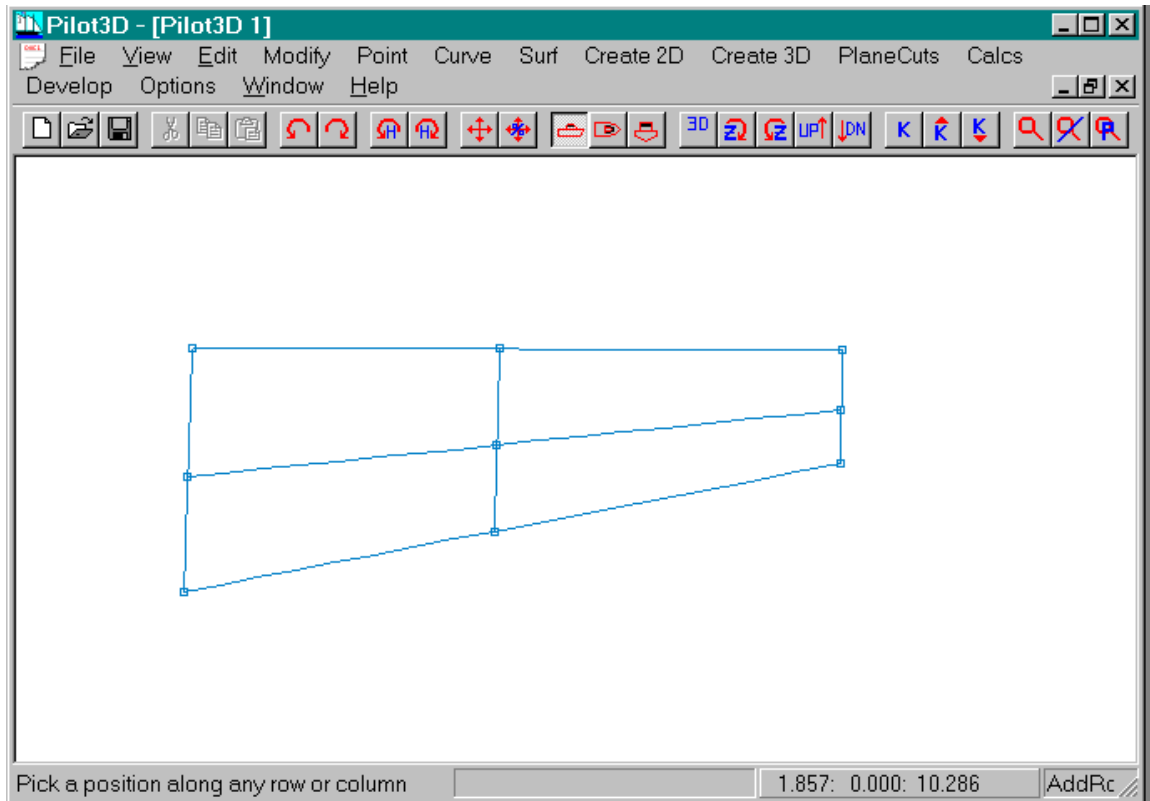 Pilot3D - [Pilot3D 1]
File View Edit Modify Point Curve Surf Create 2D Create 3D PlaneCuts Calcs
Develop Options Window Help
H H % 3D Z Z UP DN K K K P
Pick a position along any row or column 1.857: 0.000: 10.286 AddRc